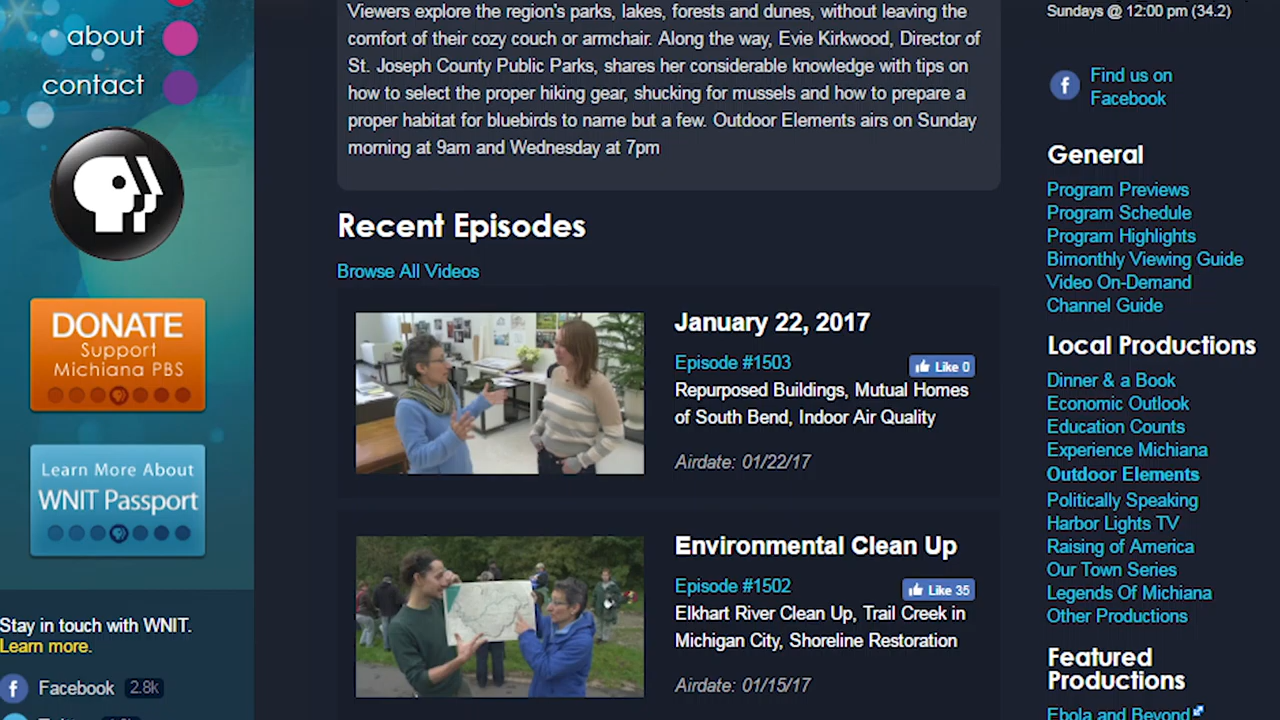 about
contact
DONATE
Support
Michiana PBS
Learn More About
WNIT Passport
Stay in touch with WNIT.
Learn more.
Facebook 2.8k
Viewers explore the region's parks, lakes, forests and dunes, without leaving the
comfort of their cozy couch or armchair. Along the way, Evie Kirkwood, Director of
St. Joseph County Public Parks, shares her considerable knowledge with tips on
how to select the proper hiking gear, shucking for mussels and how to prepare a
proper habitat for bluebirds to name but a few. Outdoor Elements airs on Sunday
morning at 9am and Wednesday at 7pm
Recent Episodes
Browse All Videos
January 22, 2017
Episode #1503
Like 0
Repurposed Buildings, Mutual Homes
of South Bend, Indoor Air Quality
Airdate: 01/22/17
Environmental Clean Up
Episode #1502
Like 35
Elkhart River Clean Up, Trail Creek in
Michigan City, Shoreline Restoration
Airdate: 01/15/17
Sundays @ 12:00 pm (34.2)
Find us on
Facebook
General
Program Previews
Program Schedule
Program Highlights
Bimonthly Viewing Guide
Video On-Demand
Channel Guide
Local Productions
Dinner & a Book
Economic Outlook
Education Counts
Experience Michiana
Outdoor Elements
Politically Speaking
Harbor Lights TV
Raising of America
Our Town Series
Legends Of Michiana
Other Productions
Featured
Productions
Ebola and Beyond